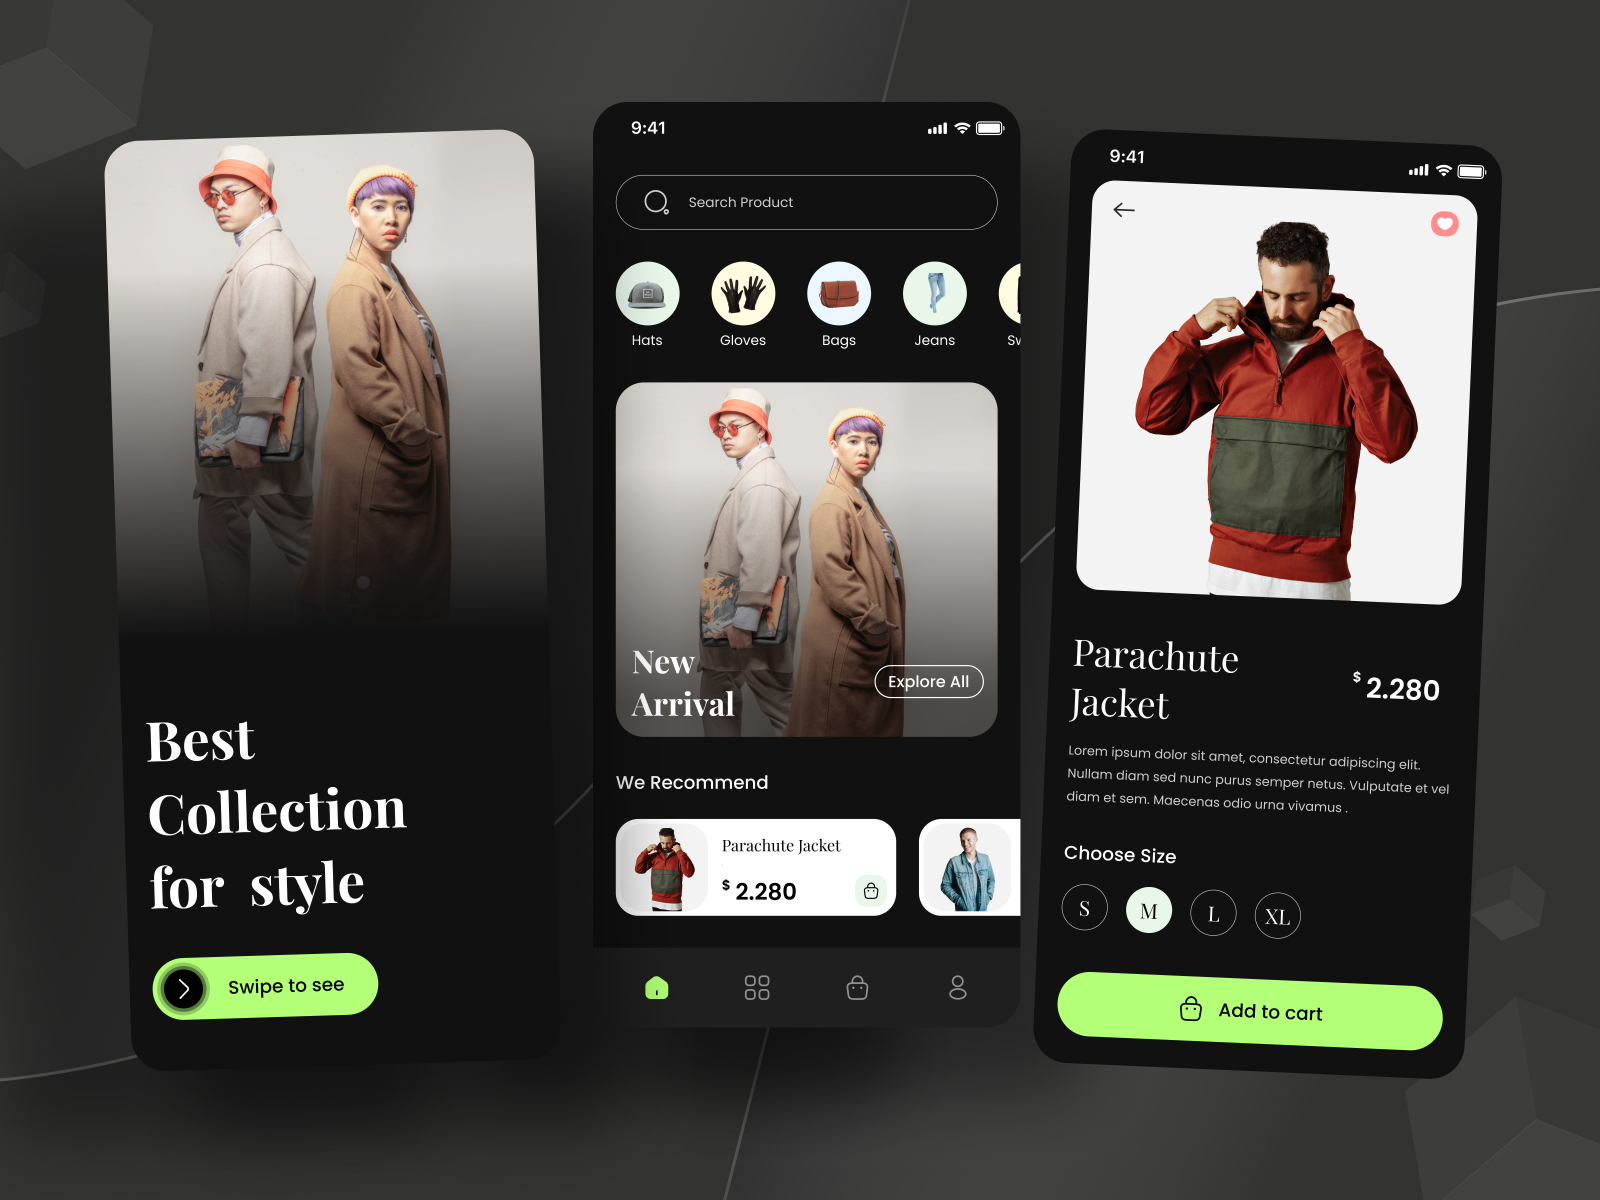 Best
Collection
for style
Swipe to see
9:41
Search Product
Hats
Gloves
Bags
Jeans
Sw
New
Arrival
Explore All
We Recommend
Parachute Jacket
$ 2.280
9:41
Parachute
Jacket
$ 2.280
Lorem ipsum dolor sit amet, consectetur adipiscing elit.
Nullam diam sed nunc purus semper netus. Vulputate et vel
diam et sem. Maecenas odio urna vivamus .
Choose Size
S
M
L
XL
Add to cart